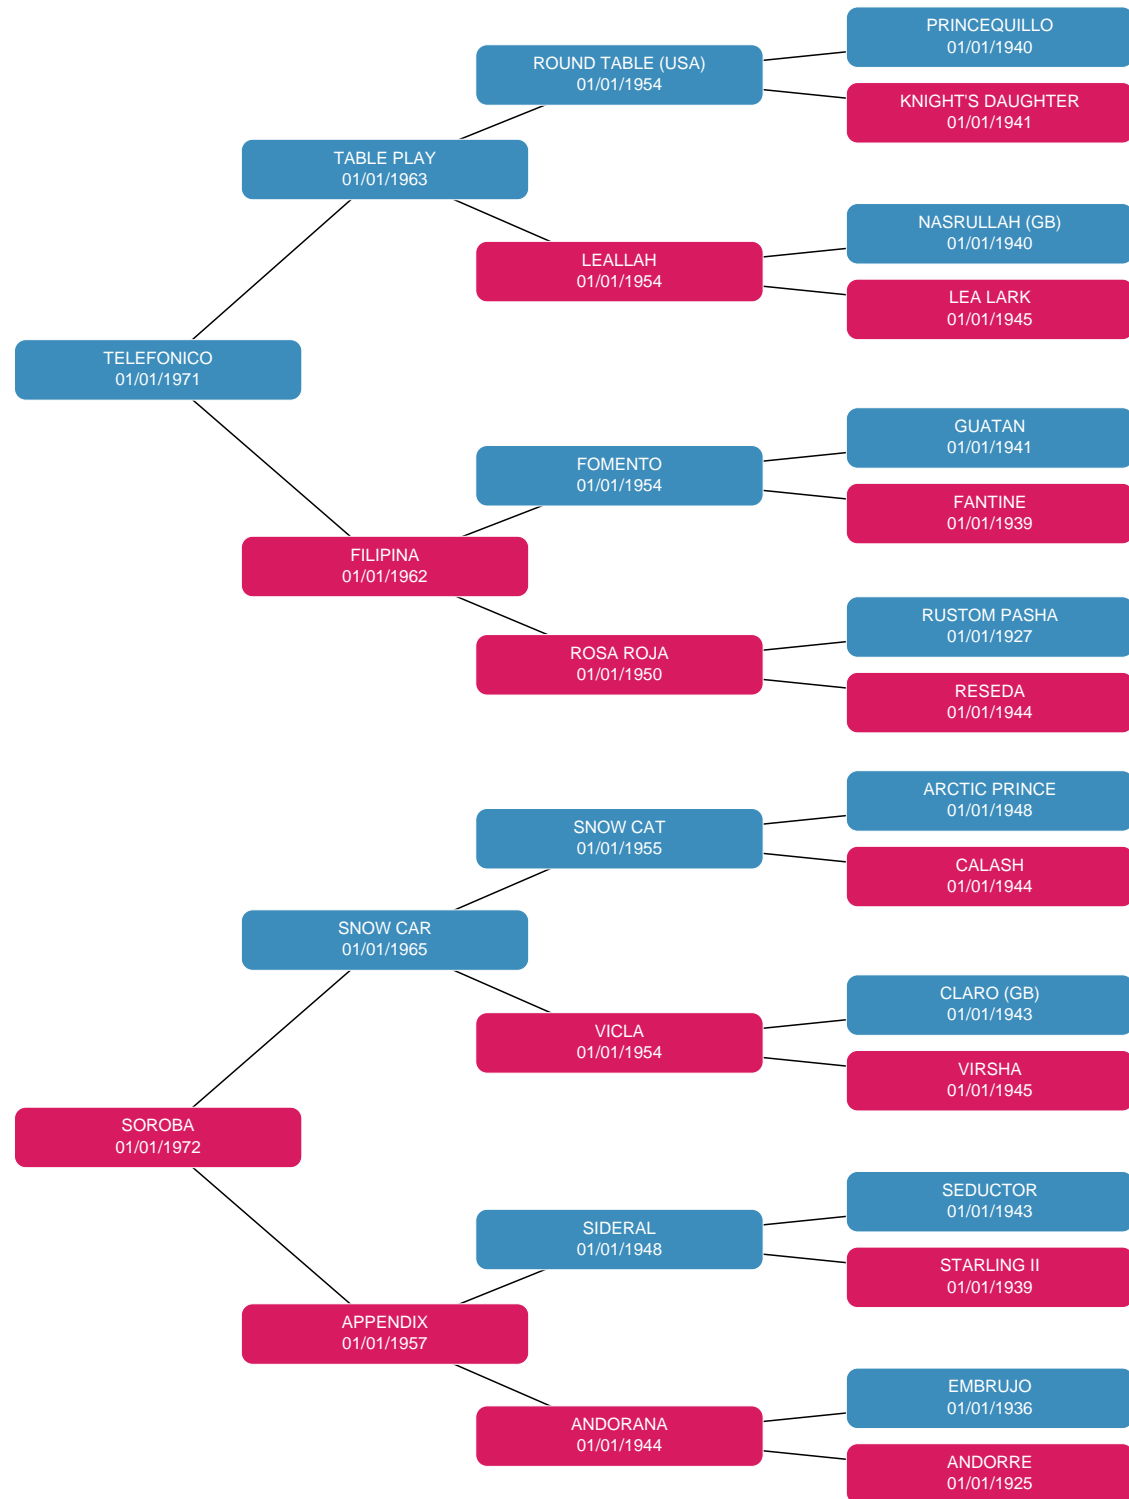 PRINCEQUILLO
01/01/1940
ROUND TABLE (USA)
01/01/1954
KNIGHT'S DAUGHTER
01/01/1941
TABLE PLAY
01/01/1963
NASRULLAH (GB)
01/01/1940
LEALLAH
01/01/1954
LEA LARK
01/01/1945
TELEFONICO
01/01/1971
GUATAN
01/01/1941
FOMENTO
01/01/1954
FANTINE
01/01/1939
FILIPINA
01/01/1962
RUSTOM PASHA
01/01/1927
ROSA ROJA
01/01/1950
RESEDA
01/01/1944
ARCTIC PRINCE
01/01/1948
SNOW CAT
01/01/1955
CALASH
01/01/1944
SNOW CAR
01/01/1965
CLARO (GB)
01/01/1943
VICLA
01/01/1954
VIRSHA
01/01/1945
SOROBA
01/01/1972
SEDUCTOR
01/01/1943
SIDERAL
01/01/1948
STARLING II
01/01/1939
APPENDIX
01/01/1957
EMBRUJO
01/01/1936
ANDORANA
01/01/1944
ANDORRE
01/01/1925